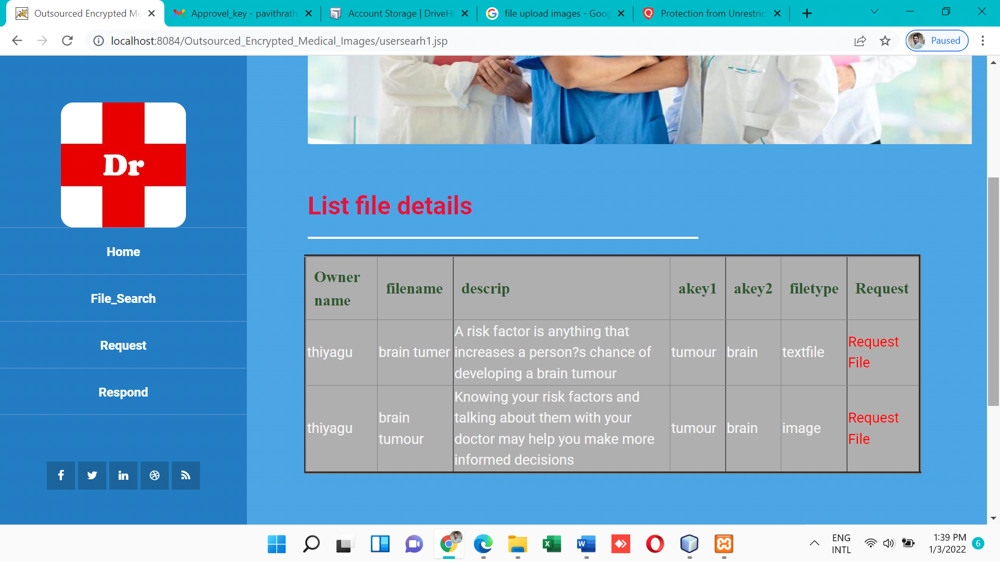 Outsourced Encrypted Me
Approvel_key - pavithrath
Account Storage | DriveH
file upload images - Goog
Protection from Unrestric
localhost:8084/Outsourced_Encrypted_Medical_Images/usersearh1.jsp
Paused
Dr
Home
File_Search
Request
Respond
List file details
Owner name filename descrip akey1 akey2 filetype Request
thiyagu brain tumer A risk factor is anything that increases a person?s chance of developing a brain tumour tumour brain textfile Request File
thiyagu brain tumour Knowing your risk factors and talking about them with your doctor may help you make more informed decisions tumour brain image Request File
ENG
INTL
1:39 PM
1/3/2022
6